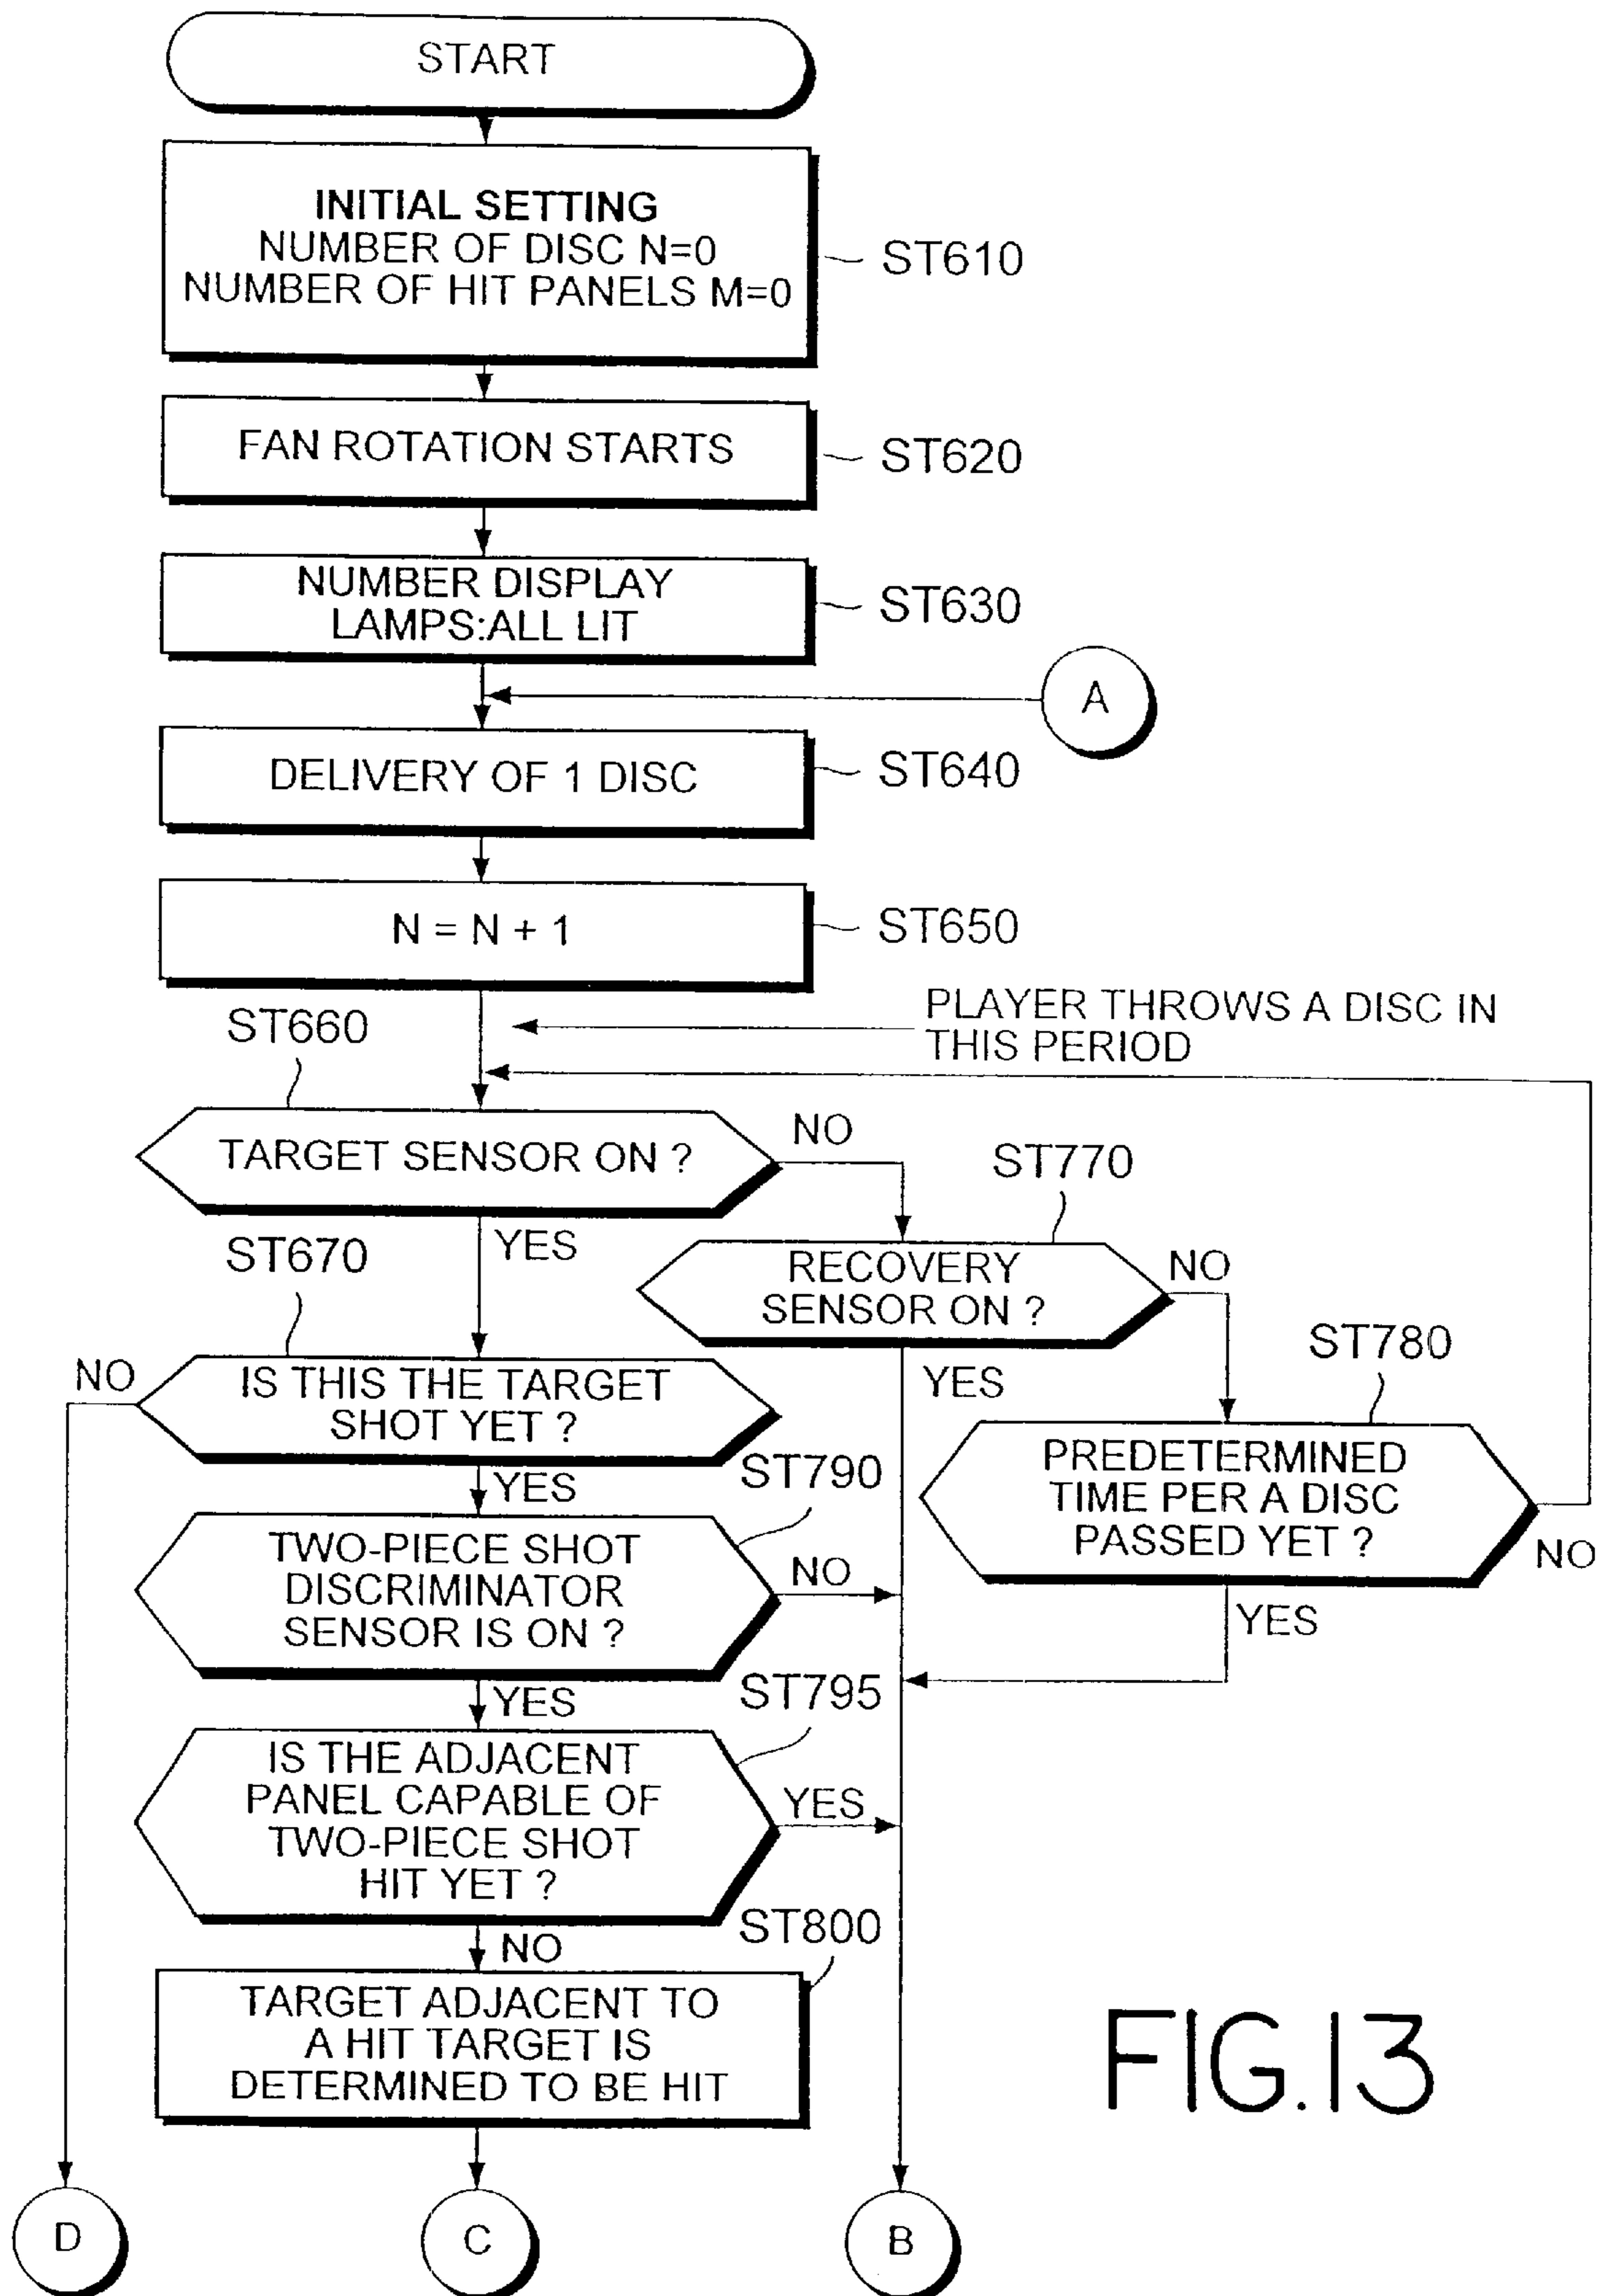 START
INITIAL SETTING
NUMBER OF DISC N=0
NUMBER OF HIT PANELS M=0
ST610
FAN ROTATION STARTS
ST620
NUMBER DISPLAY
LAMPS:ALL LIT
ST630
A
DELIVERY OF 1 DISC
ST640
N = N + 1
ST650
PLAYER THROWS A DISC IN
THIS PERIOD
ST660
TARGET SENSOR ON ?
NO
YES
ST770
RECOVERY
SENSOR ON ?
NO
YES
ST670
NO
IS THIS THE TARGET
SHOT YET ?
YES
ST780
PREDETERMINED
TIME PER A DISC
PASSED YET ?
NO
YES
ST790
TWO-PIECE SHOT
DISCRIMINATOR
SENSOR IS ON ?
NO
YES
ST795
IS THE ADJACENT
PANEL CAPABLE OF
TWO-PIECE SHOT
HIT YET ?
YES
NO
ST800
TARGET ADJACENT TO
A HIT TARGET IS
DETERMINED TO BE HIT
D
C
B
FIG.13